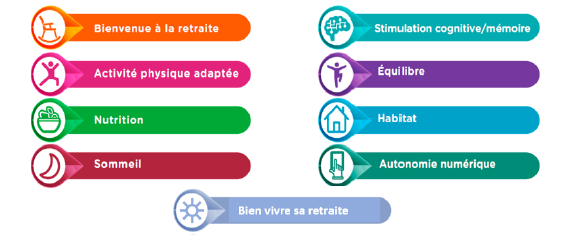 Bienvenue à la retraite
Activité physique adaptée
Nutrition
Sommeil
Stimulation cognitive/mémoire
Équilibre
Habitat
Autonomie numérique
Bien vivre sa retraite